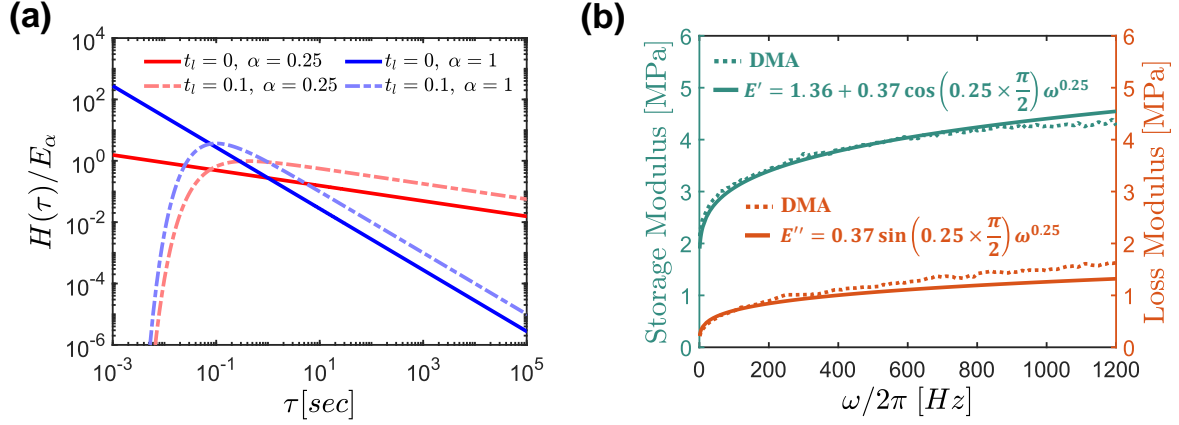 (a)
10^4
10^2
10^0
10^-2
10^-4
10^-6
H(τ)/E_α
t_l = 0, α = 0.25
t_l = 0, α = 1
t_l = 0.1, α = 0.25
t_l = 0.1, α = 1
10^-3
10^-1
10^1
10^3
10^5
τ[sec]
(b)
6
5
4
3
2
1
0
Storage Modulus [MPa]
DMA
E′ = 1.36 + 0.37 cos(0.25 × π/2) ω^0.25
DMA
E′′ = 0.37 sin(0.25 × π/2) ω^0.25
6
5
4
3
2
1
0
Loss Modulus [MPa]
0
200
400
600
800
1000
1200
ω/2π [Hz]